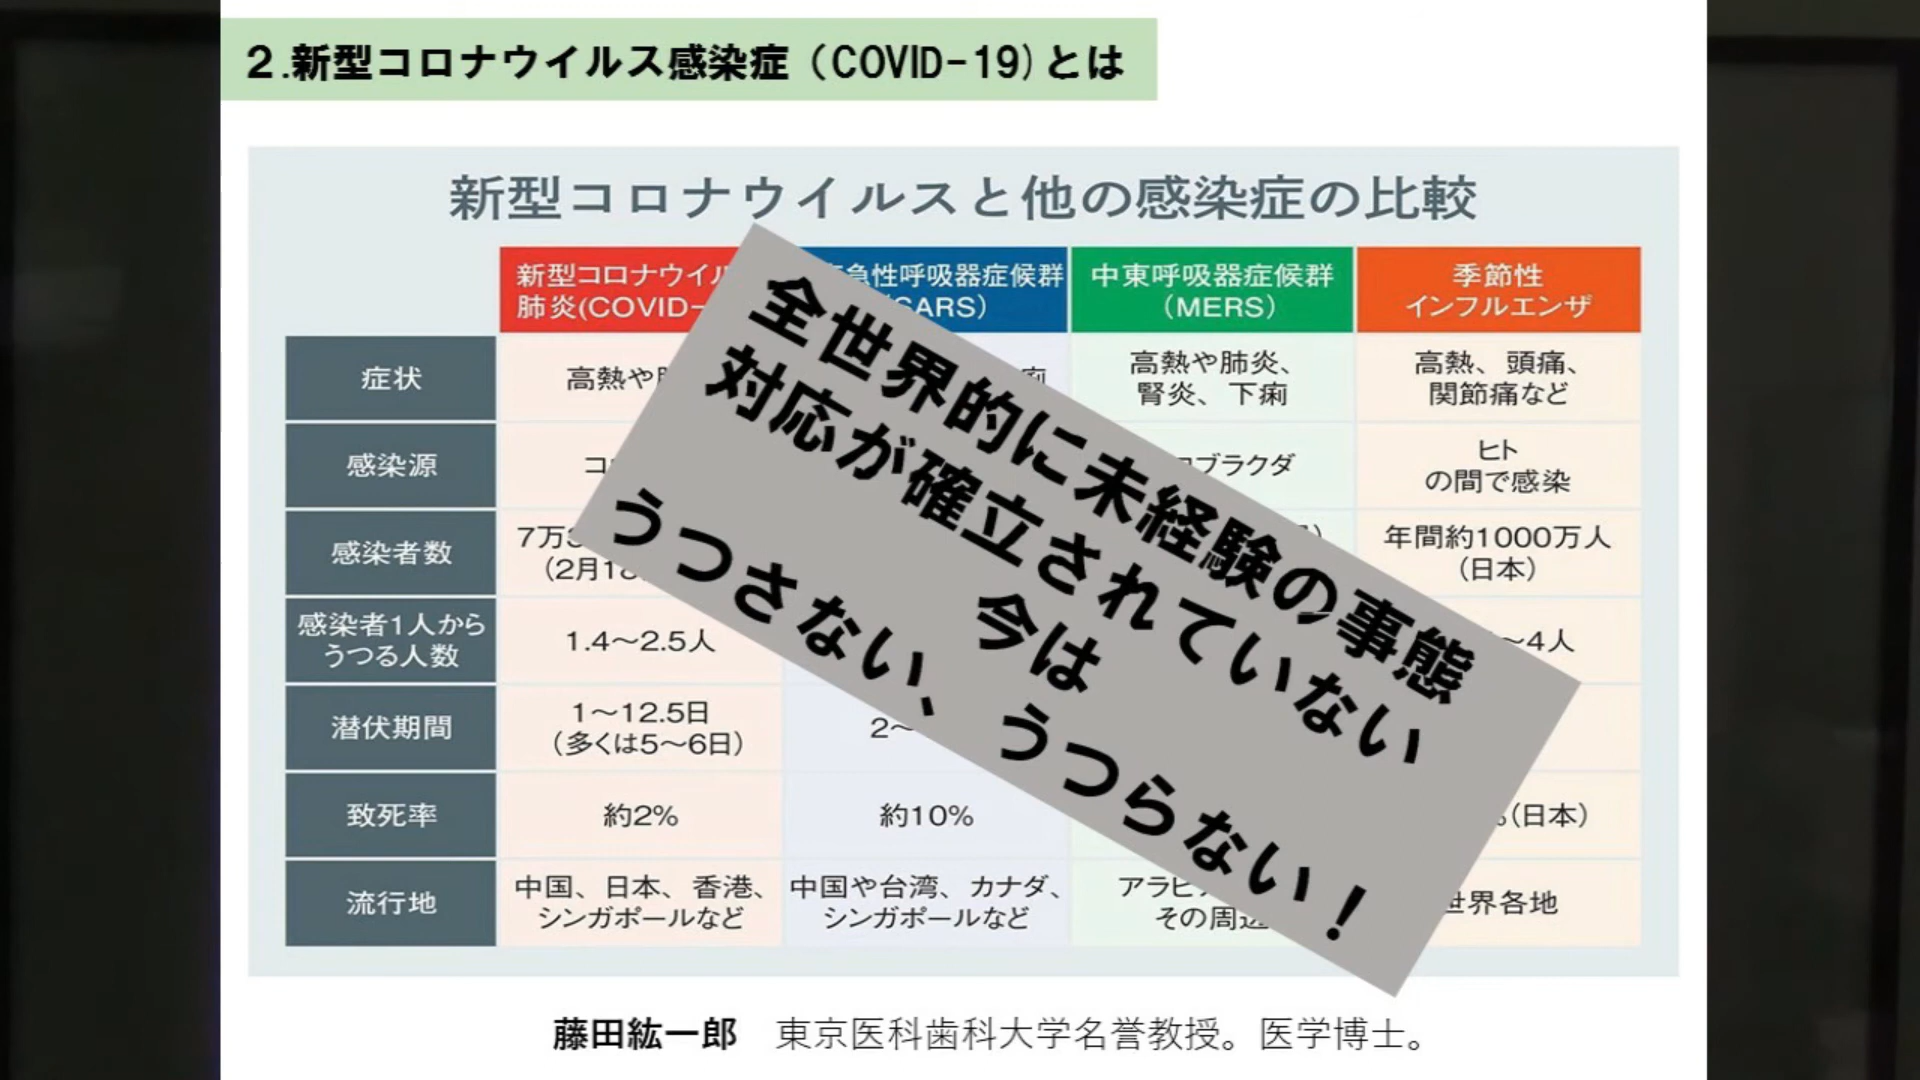 2.新型コロナウイルス感染症（COVID-19)とは
新型コロナウイルスと他の感染症の比較
新型コロナウイ
肺炎(COVID-
急性呼吸器症候群
ARS）
中東呼吸器症候群
（MERS）
季節性
インフルエンザ
症状
高熱や
高熱や肺炎、
腎炎、下痢
高熱、頭痛、
関節痛など
感染源
コ
ブラクダ
ヒト
の間で感染
感染者数
7万
（2月1
年間約1000万人
（日本）
感染者1人から
うつる人数
1.4～2.5人
～4人
潜伏期間
1～12.5日
（多くは5～6日）
2～
致死率
約2%
約10%
（日本）
流行地
中国、日本、香港、
シンガポールなど
中国や台湾、カナダ、
シンガポールなど
アラビ
その周辺
世界各地
全世界的に未経験の事態
対応が確立されていない
今は
うつさない、うつらない！
藤田紘一郎　東京医科歯科大学名誉教授。医学博士。